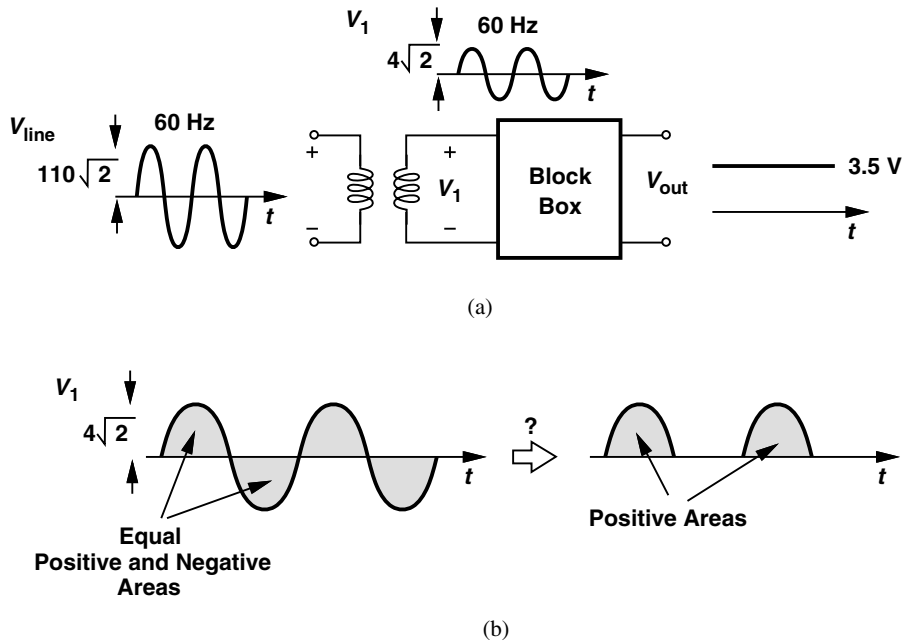 V1
4√2
60 Hz
t
Vline
60 Hz
110√2
t
+
−
+
V1
−
Block
Box
Vout
3.5 V
t
(a)
V1
4√2
t
?
t
Equal
Positive and Negative
Areas
Positive Areas
(b)